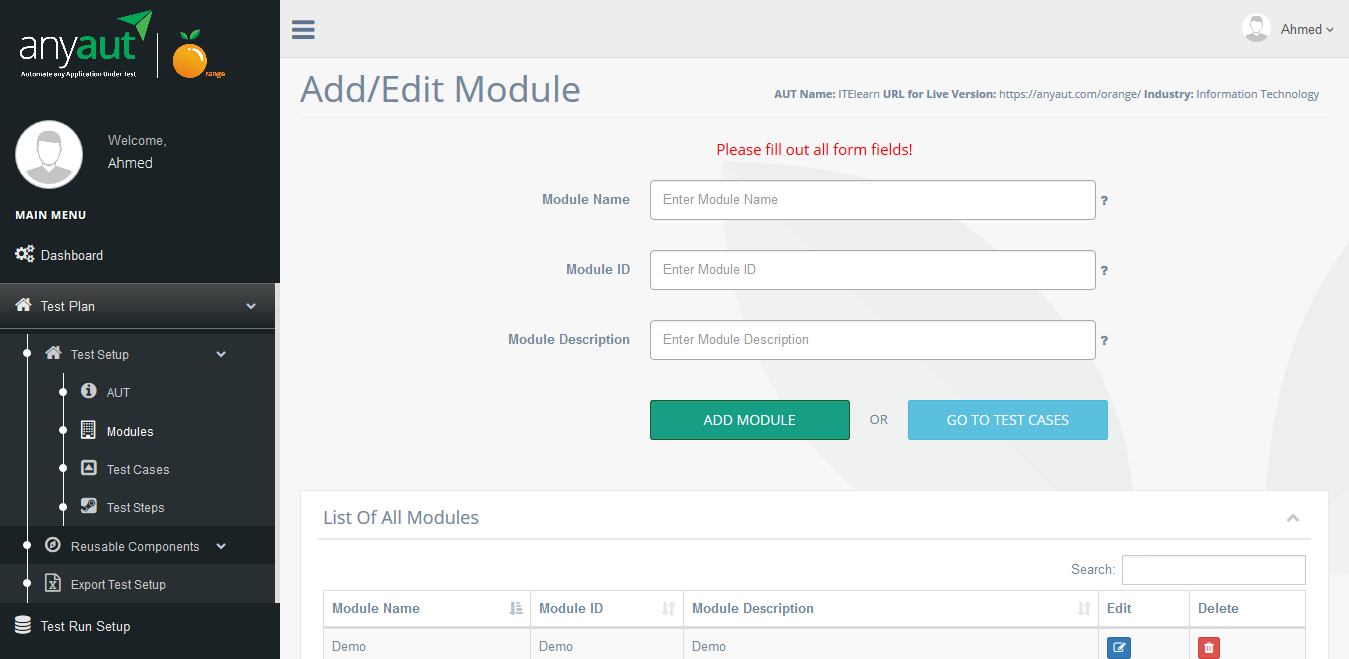 anyaut
Automate any Application Under Test
range
Welcome,
Ahmed
MAIN MENU
Dashboard
Test Plan
Test Setup
AUT
Modules
Test Cases
Test Steps
Reusable Components
Export Test Setup
Test Run Setup
Ahmed
Add/Edit Module
AUT Name: ITElearn URL for Live Version: https://anyaut.com/orange/ Industry: Information Technology
Please fill out all form fields!
Module Name Enter Module Name ?
Module ID Enter Module ID ?
Module Description Enter Module Description ?
ADD MODULE OR GO TO TEST CASES
List Of All Modules
Search:
Module Name Module ID Module Description Edit Delete
Demo Demo Demo